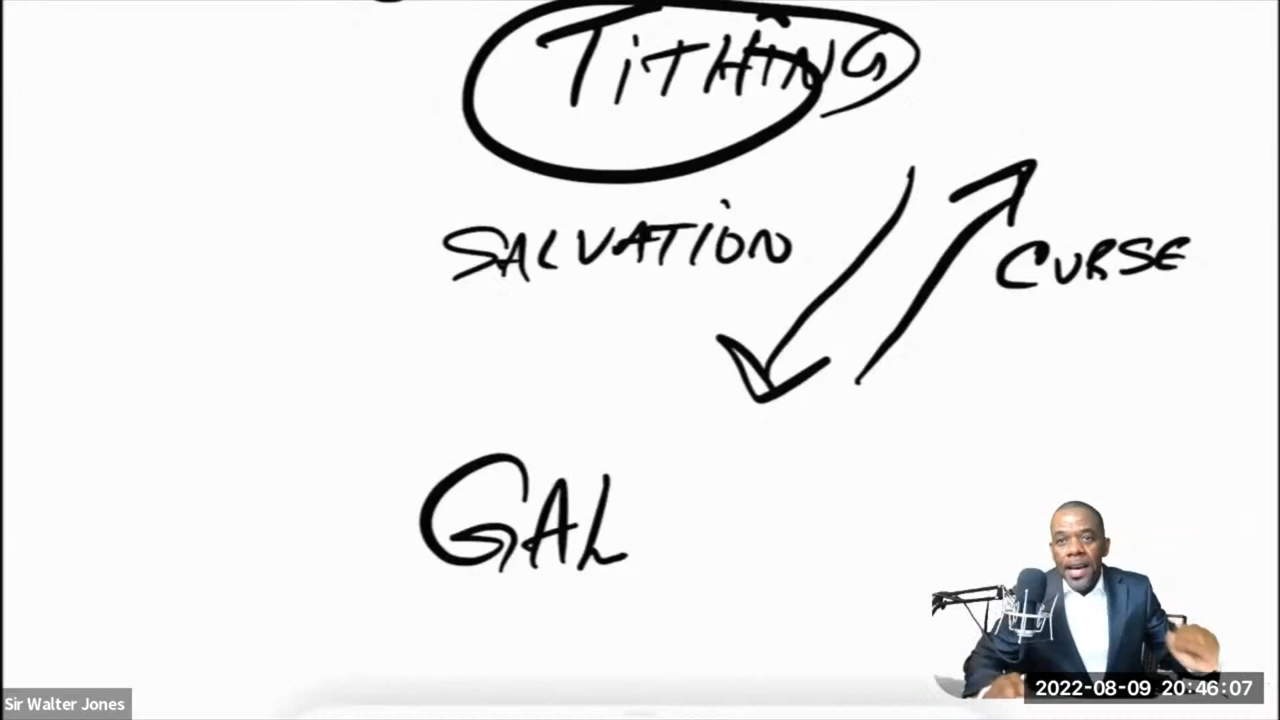 TiTHiNG
SALVATiON
CURSE
GAL
Sir Walter Jones
2022-08-09 20:46:07